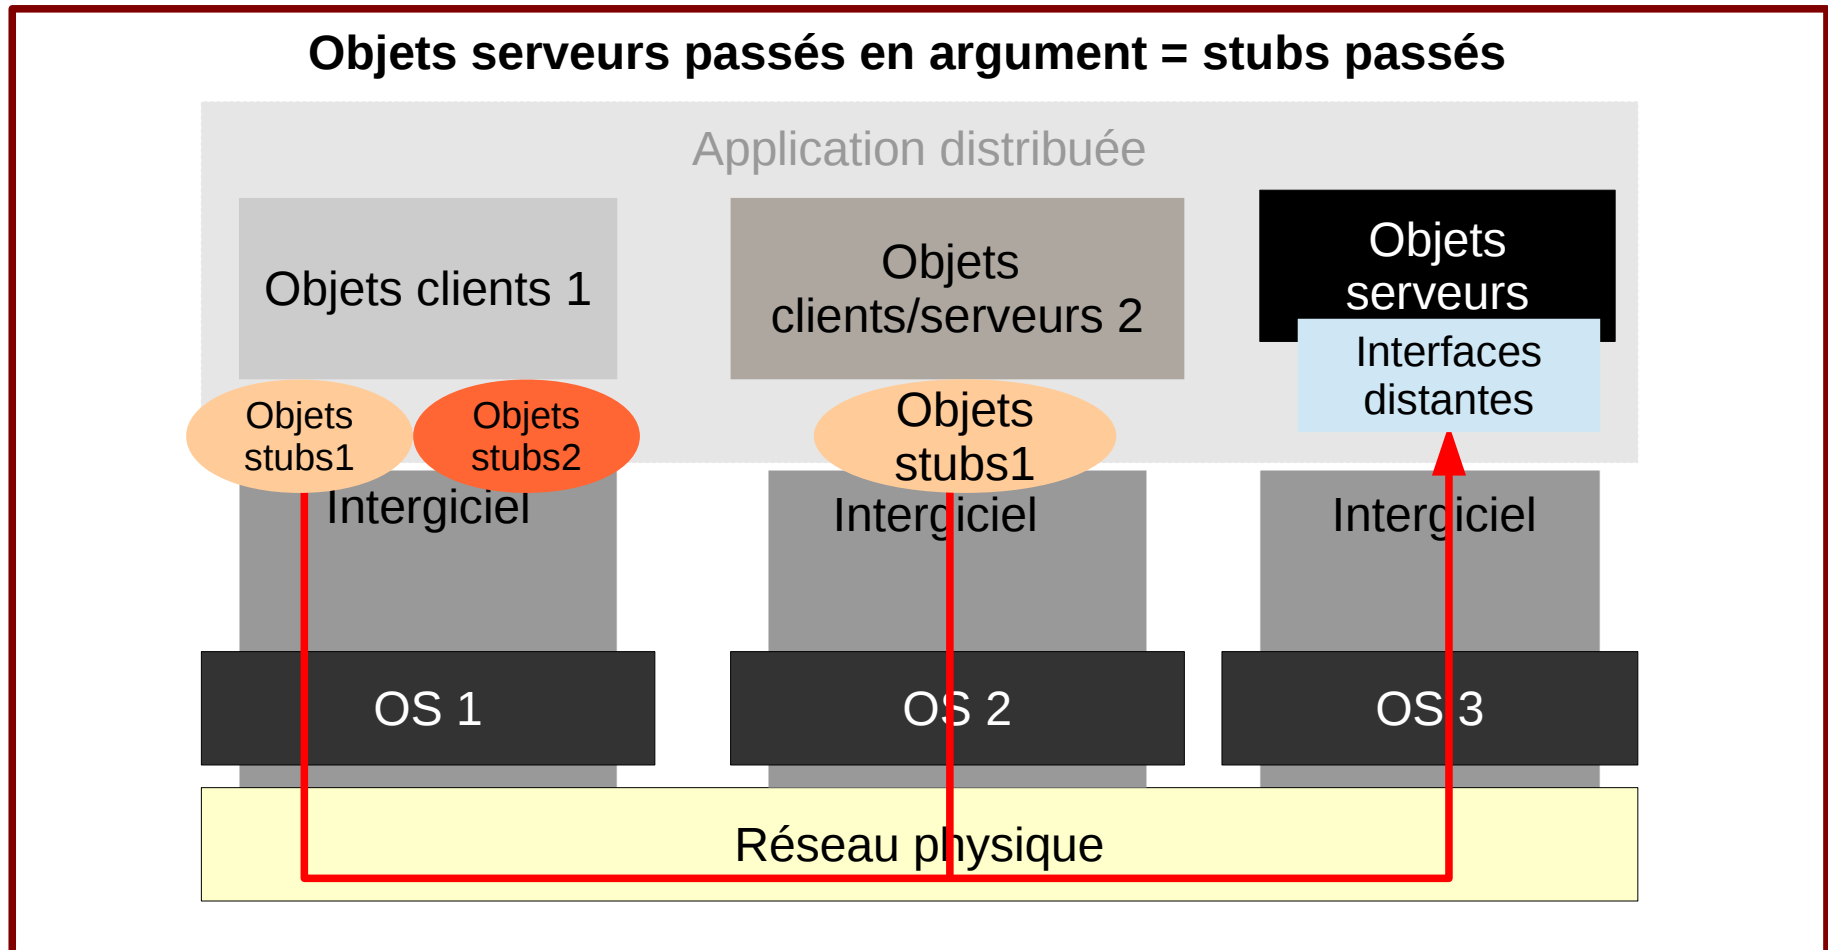 Objets serveurs passés en argument = stubs passés
Application distribuée
Objets clients 1
Objets
clients/serveurs 2
Objets
serveurs
Interfaces
distantes
Objets
stubs1
Objets
stubs2
Objets
stubs1
Intergiciel
Intergiciel
Intergiciel
OS 1
OS 2
OS 3
Réseau physique